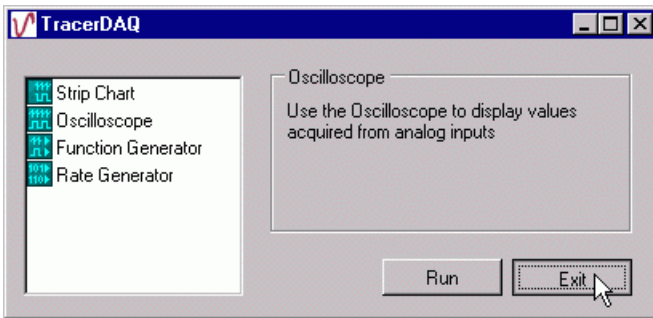 TracerDAQ
Strip Chart
Oscilloscope
Function Generator
Rate Generator
Oscilloscope
Use the Oscilloscope to display values
acquired from analog inputs
Run
Exit